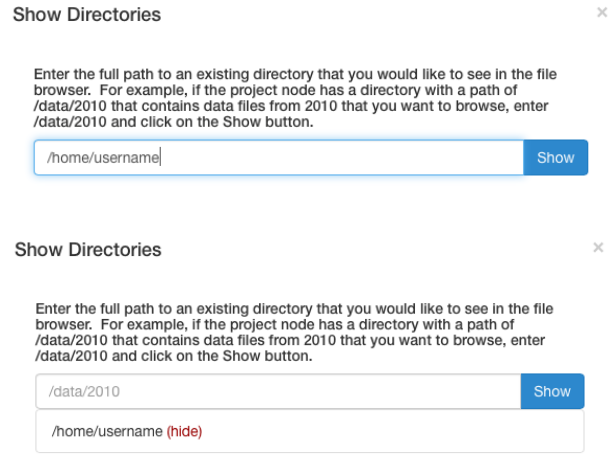 Show Directories ×
Enter the full path to an existing directory that you would like to see in the file
browser.  For example, if the project node has a directory with a path of
/data/2010 that contains data files from 2010 that you want to browse, enter
/data/2010 and click on the Show button.
/home/username Show
Show Directories ×
Enter the full path to an existing directory that you would like to see in the file
browser.  For example, if the project node has a directory with a path of
/data/2010 that contains data files from 2010 that you want to browse, enter
/data/2010 and click on the Show button.
/data/2010 Show
/home/username (hide)